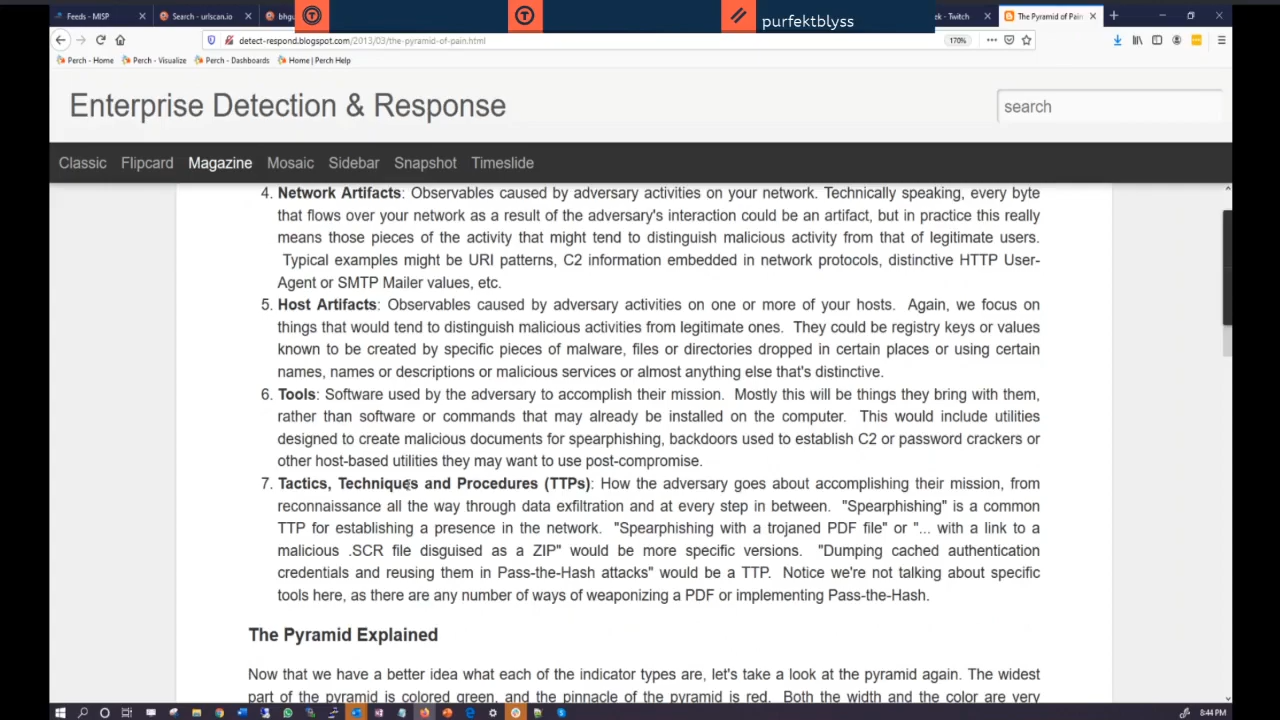 Feeds - MISP
Search - urlscan.io
bhgu
purfektblyss
ek - Twitch
The Pyramid of Pain
detect-respond.blogspot.com/2013/03/the-pyramid-of-pain.html
170%
Perch - Home
Perch - Visualize
Perch - Dashboards
Home | Perch Help
Enterprise Detection & Response
search
Classic Flipcard Magazine Mosaic Sidebar Snapshot Timeslide
4. Network Artifacts: Observables caused by adversary activities on your network. Technically speaking, every byte
that flows over your network as a result of the adversary's interaction could be an artifact, but in practice this really
means those pieces of the activity that might tend to distinguish malicious activity from that of legitimate users.
Typical examples might be URI patterns, C2 information embedded in network protocols, distinctive HTTP User-
Agent or SMTP Mailer values, etc.
5. Host Artifacts: Observables caused by adversary activities on one or more of your hosts. Again, we focus on
things that would tend to distinguish malicious activities from legitimate ones. They could be registry keys or values
known to be created by specific pieces of malware, files or directories dropped in certain places or using certain
names, names or descriptions or malicious services or almost anything else that's distinctive.
6. Tools: Software used by the adversary to accomplish their mission. Mostly this will be things they bring with them,
rather than software or commands that may already be installed on the computer. This would include utilities
designed to create malicious documents for spearphishing, backdoors used to establish C2 or password crackers or
other host-based utilities they may want to use post-compromise.
7. Tactics, Techniques and Procedures (TTPs): How the adversary goes about accomplishing their mission, from
reconnaissance all the way through data exfiltration and at every step in between. "Spearphishing" is a common
TTP for establishing a presence in the network. "Spearphishing with a trojaned PDF file" or "... with a link to a
malicious .SCR file disguised as a ZIP" would be more specific versions. "Dumping cached authentication
credentials and reusing them in Pass-the-Hash attacks" would be a TTP. Notice we're not talking about specific
tools here, as there are any number of ways of weaponizing a PDF or implementing Pass-the-Hash.
The Pyramid Explained
Now that we have a better idea what each of the indicator types are, let's take a look at the pyramid again. The widest
part of the pyramid is colored green, and the pinnacle of the pyramid is red. Both the width and the color are very
8:44 PM